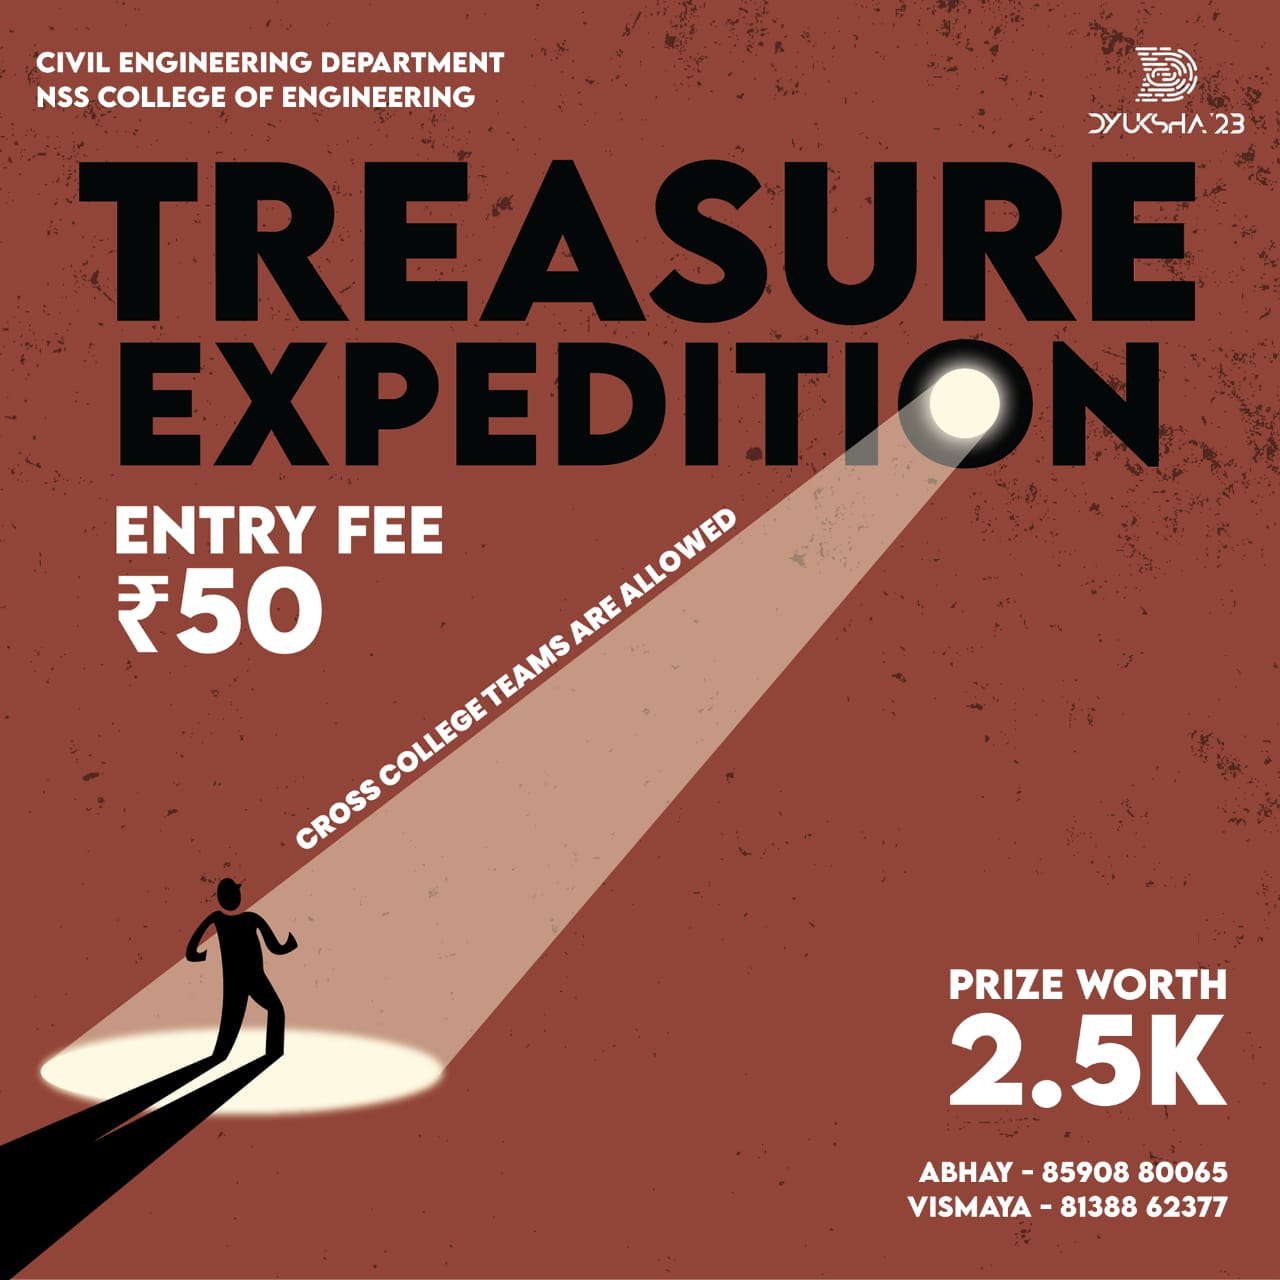 CIVIL ENGINEERING DEPARTMENT
NSS COLLEGE OF ENGINEERING
DYUKSHA '23
TREASURE
EXPEDITION
ENTRY FEE
₹50
CROSS COLLEGE TEAMS ARE ALLOWED
PRIZE WORTH
2.5K
ABHAY - 85908 80065
VISMAYA - 81388 62377